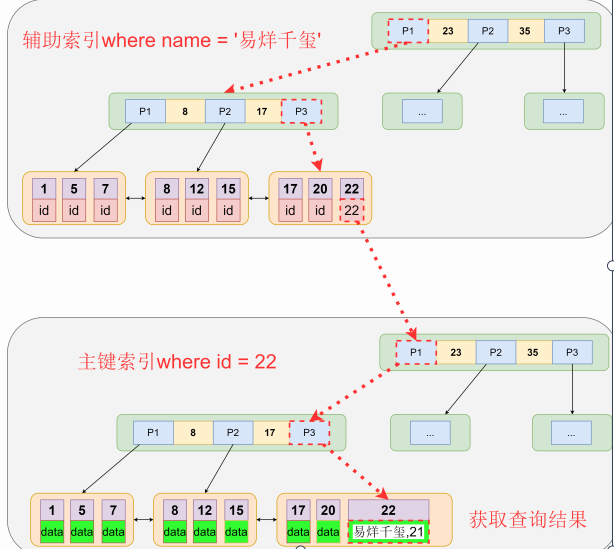 辅助索引where name = '易烊千玺'
P1 23 P2 35 P3
P1 8 P2 17 P3
... ...
1 5 7 8 12 15 17 20 22
id id id id id id id id 22
主键索引where id = 22
P1 23 P2 35 P3
P1 8 P2 17 P3
... ...
1 5 7 8 12 15 17 20 22
data data data data data data data data 易烊千玺,21
获取查询结果